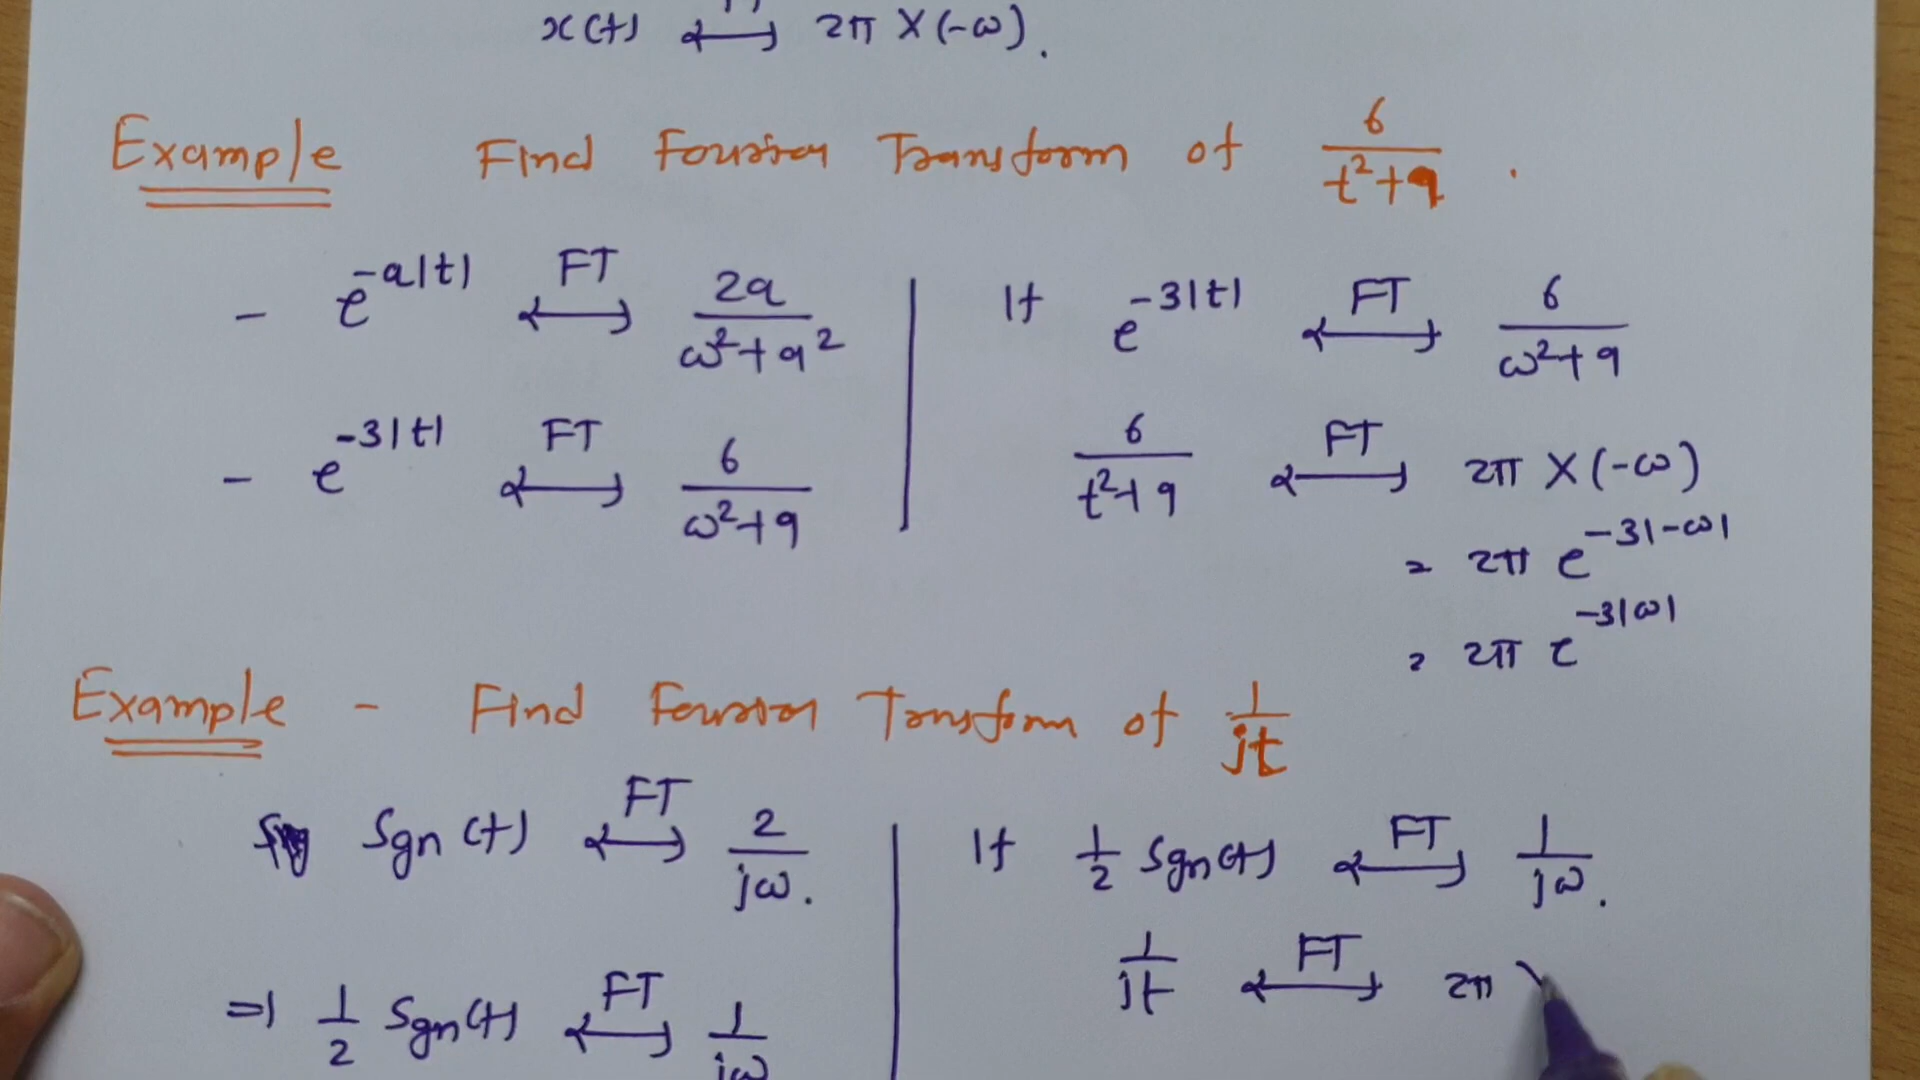 x(t) ↔ 2π X(-ω).
Example Find Fourier Transform of 6/(t²+9) .
- e^(-a|t|) ↔FT 2a/(ω²+a²)
- e^(-3|t|) ↔FT 6/(ω²+9)
If e^(-3|t|) ↔FT 6/(ω²+9)
6/(t²+9) ↔FT 2π X(-ω)
= 2π e^(-3|-ω|)
= 2π e^(-3|ω|)
Example - Find Fourier Transform of 1/jt
Sgn(t) ↔FT 2/jω.
⇒ 1/2 Sgn(t) ↔FT 1/jω
If 1/2 Sgn(t) ↔FT 1/jω.
1/jt ↔FT 2π